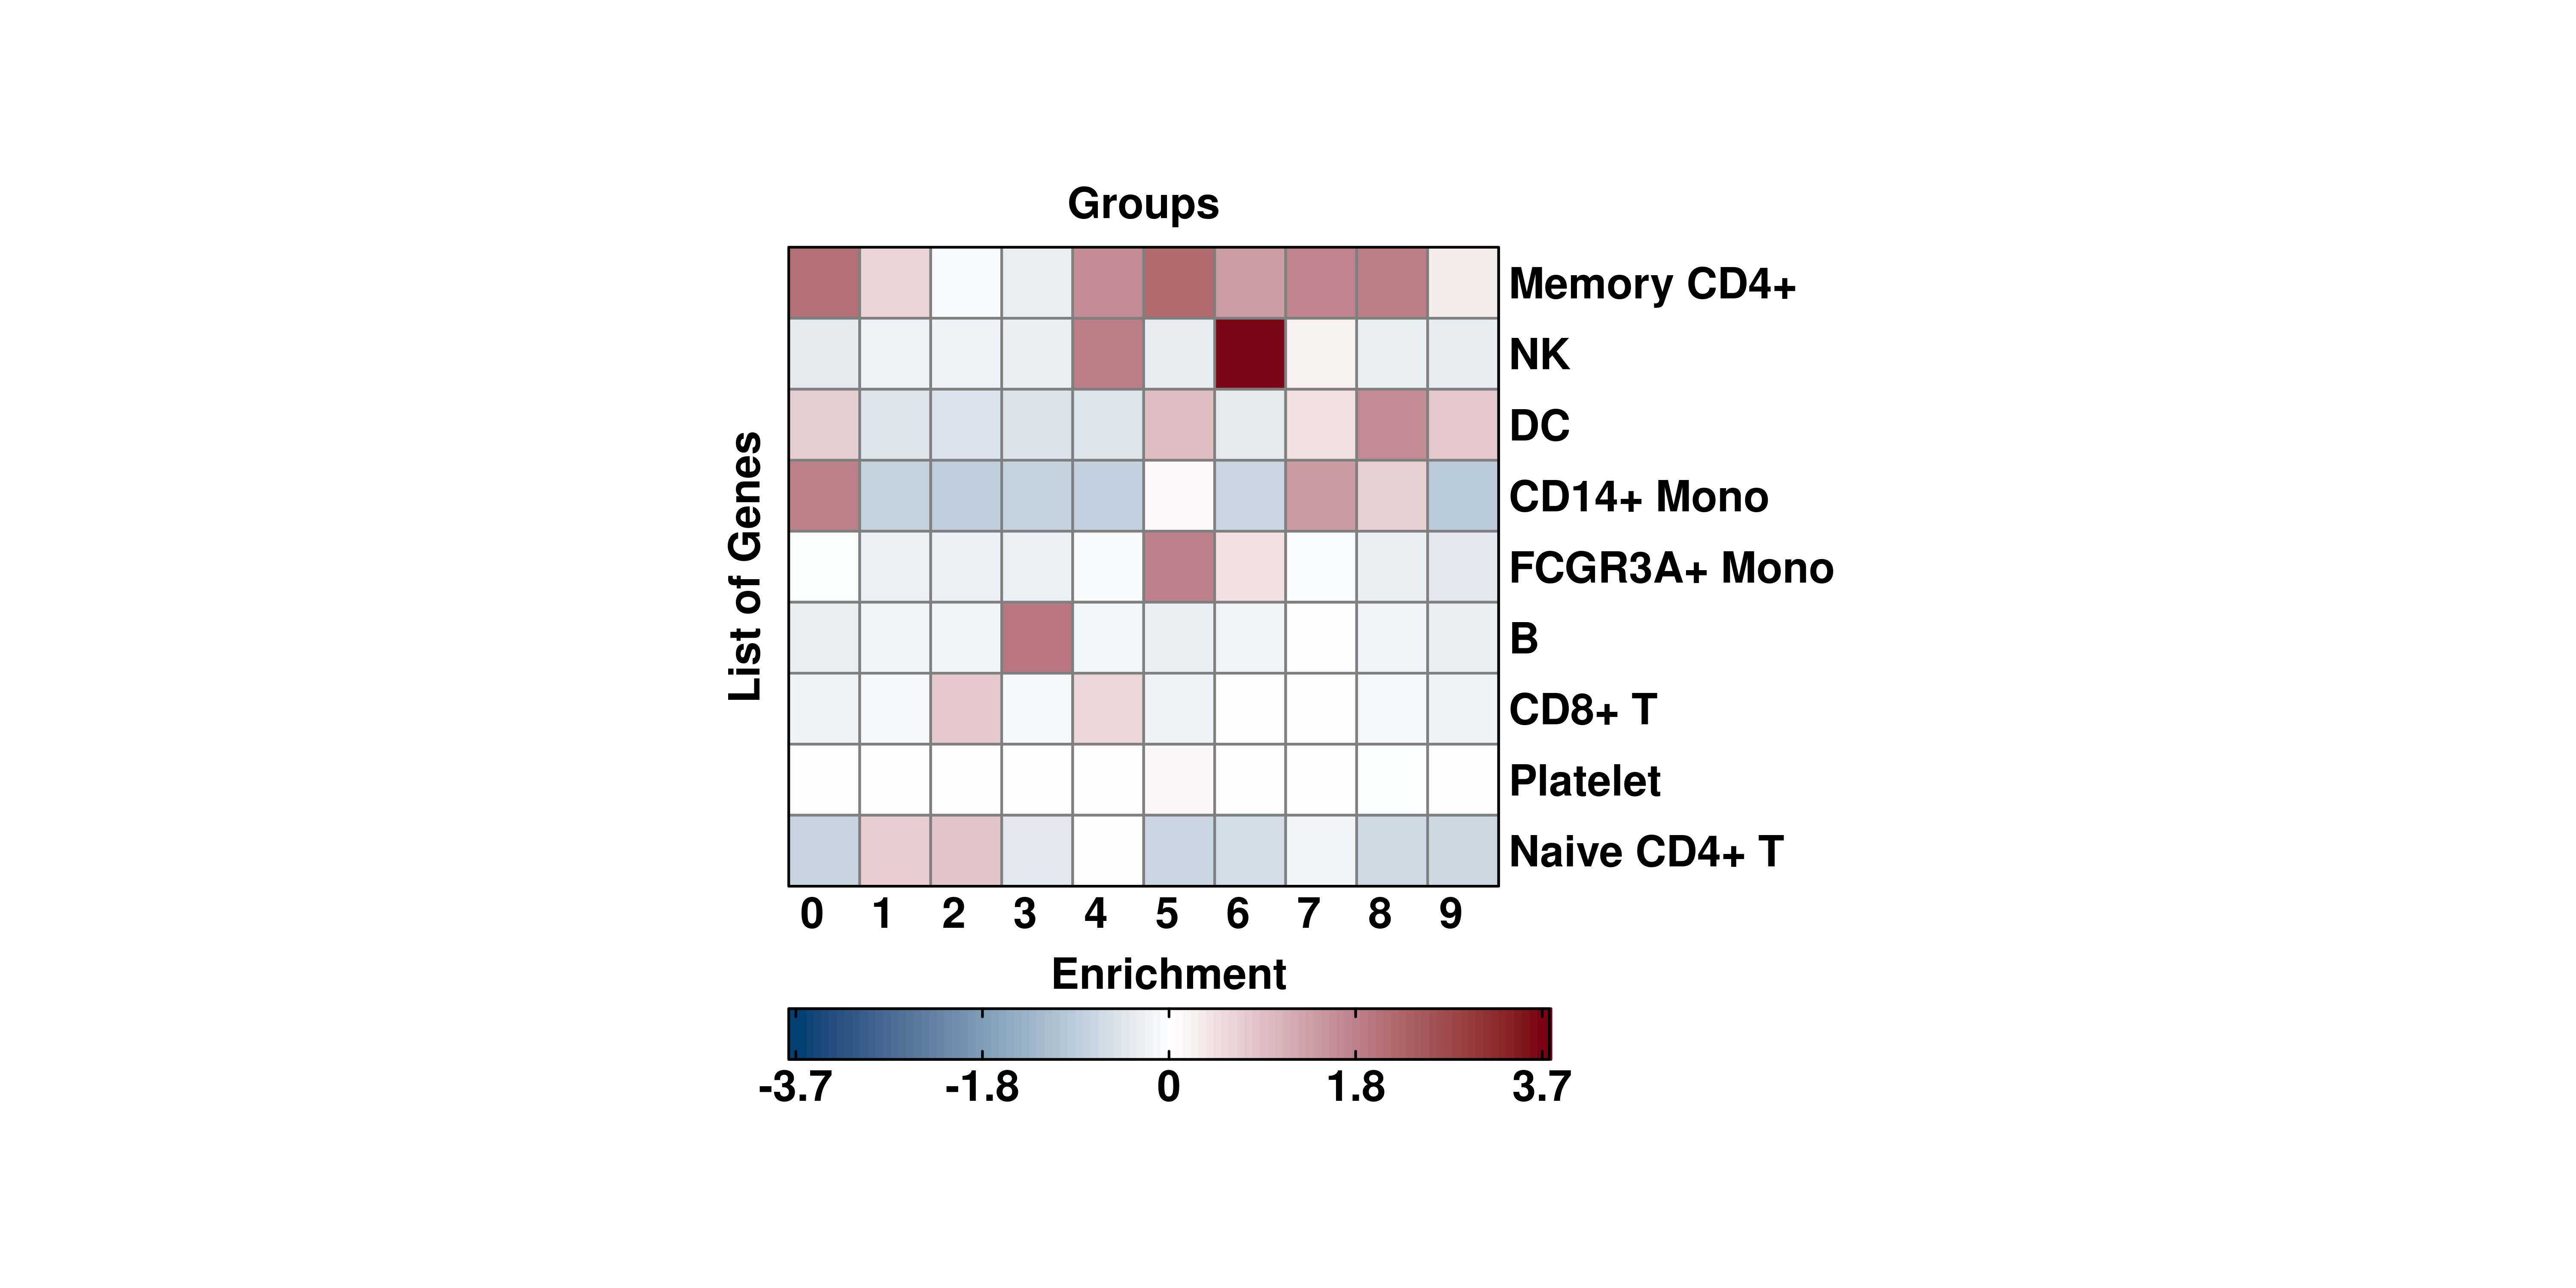 Groups
List of Genes
Memory CD4+
NK
DC
CD14+ Mono
FCGR3A+ Mono
B
CD8+ T
Platelet
Naive CD4+ T
0 1 2 3 4 5 6 7 8 9
Enrichment
-3.7 -1.8 0 1.8 3.7